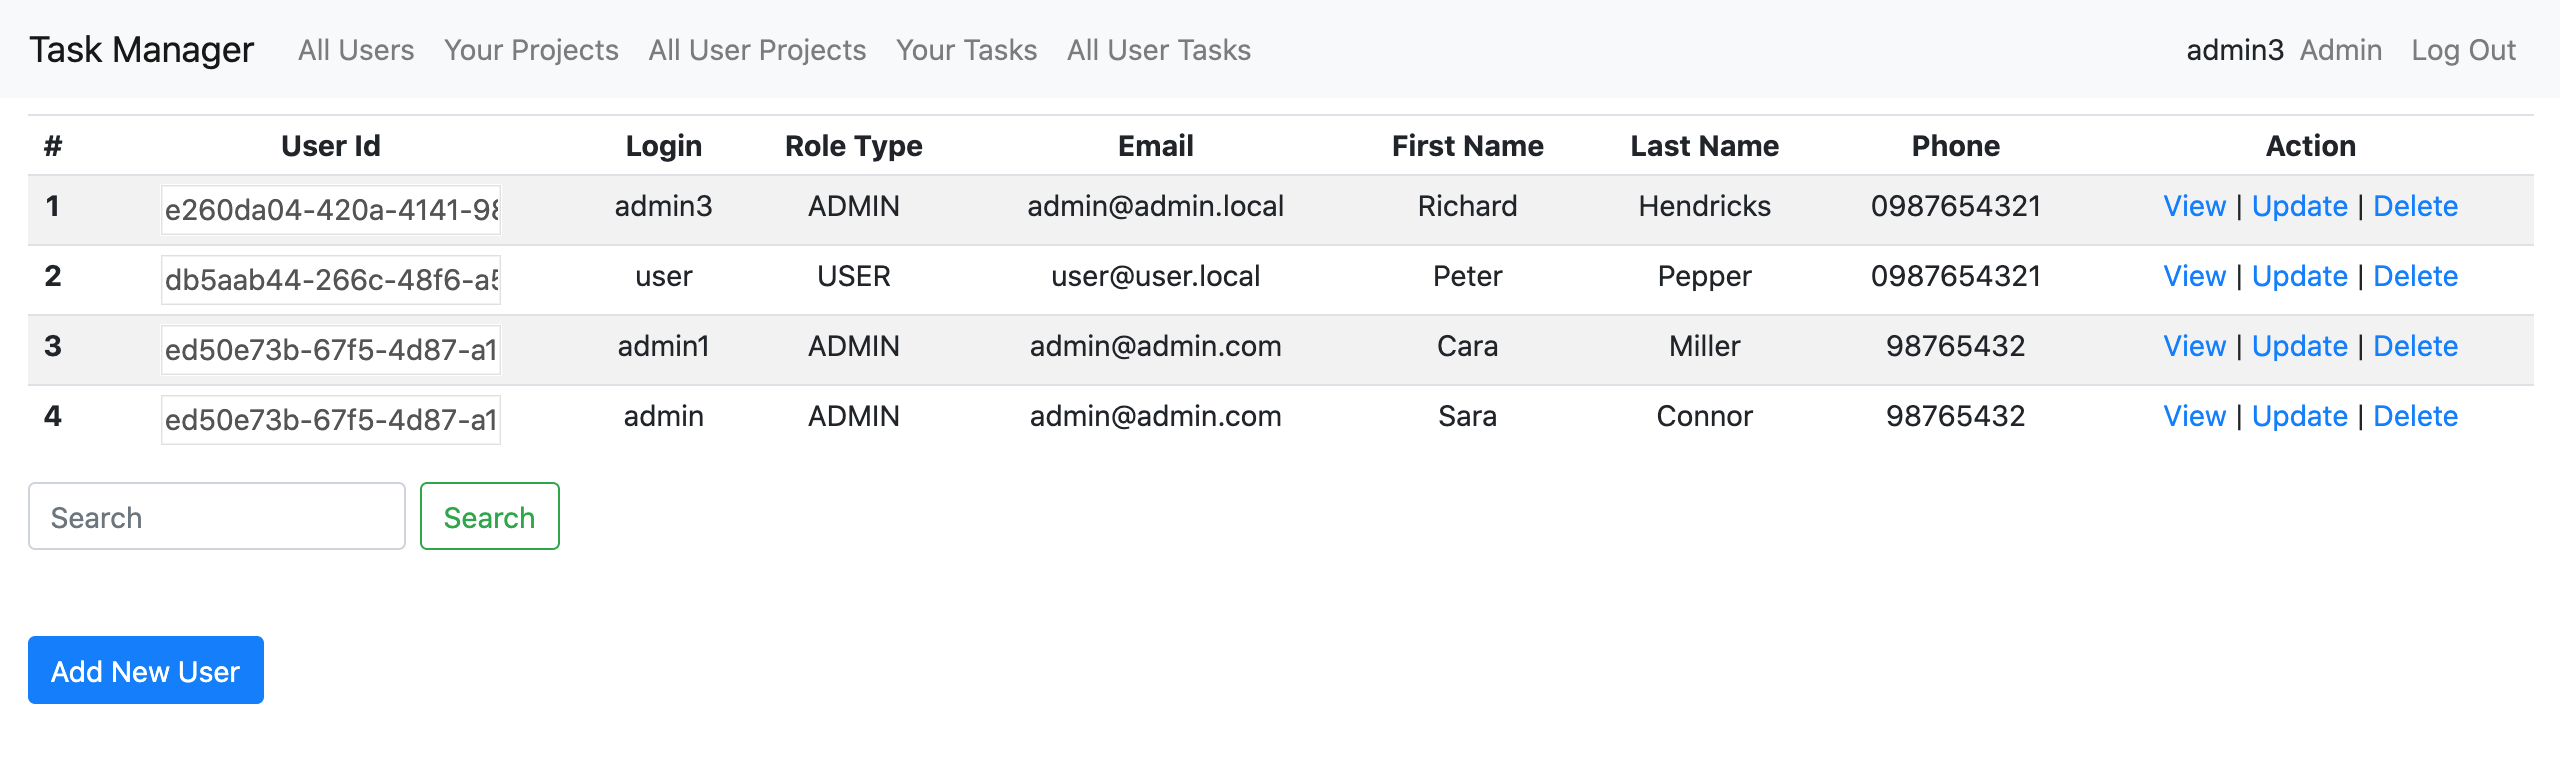 Task Manager All Users Your Projects All User Projects Your Tasks All User Tasks admin3 Admin Log Out
# User Id Login Role Type Email First Name Last Name Phone Action
1 e260da04-420a-4141-98 admin3 ADMIN admin@admin.local Richard Hendricks 0987654321 View | Update | Delete
2 db5aab44-266c-48f6-a5 user USER user@user.local Peter Pepper 0987654321 View | Update | Delete
3 ed50e73b-67f5-4d87-a1 admin1 ADMIN admin@admin.com Cara Miller 98765432 View | Update | Delete
4 ed50e73b-67f5-4d87-a1 admin ADMIN admin@admin.com Sara Connor 98765432 View | Update | Delete
Search Search
Add New User